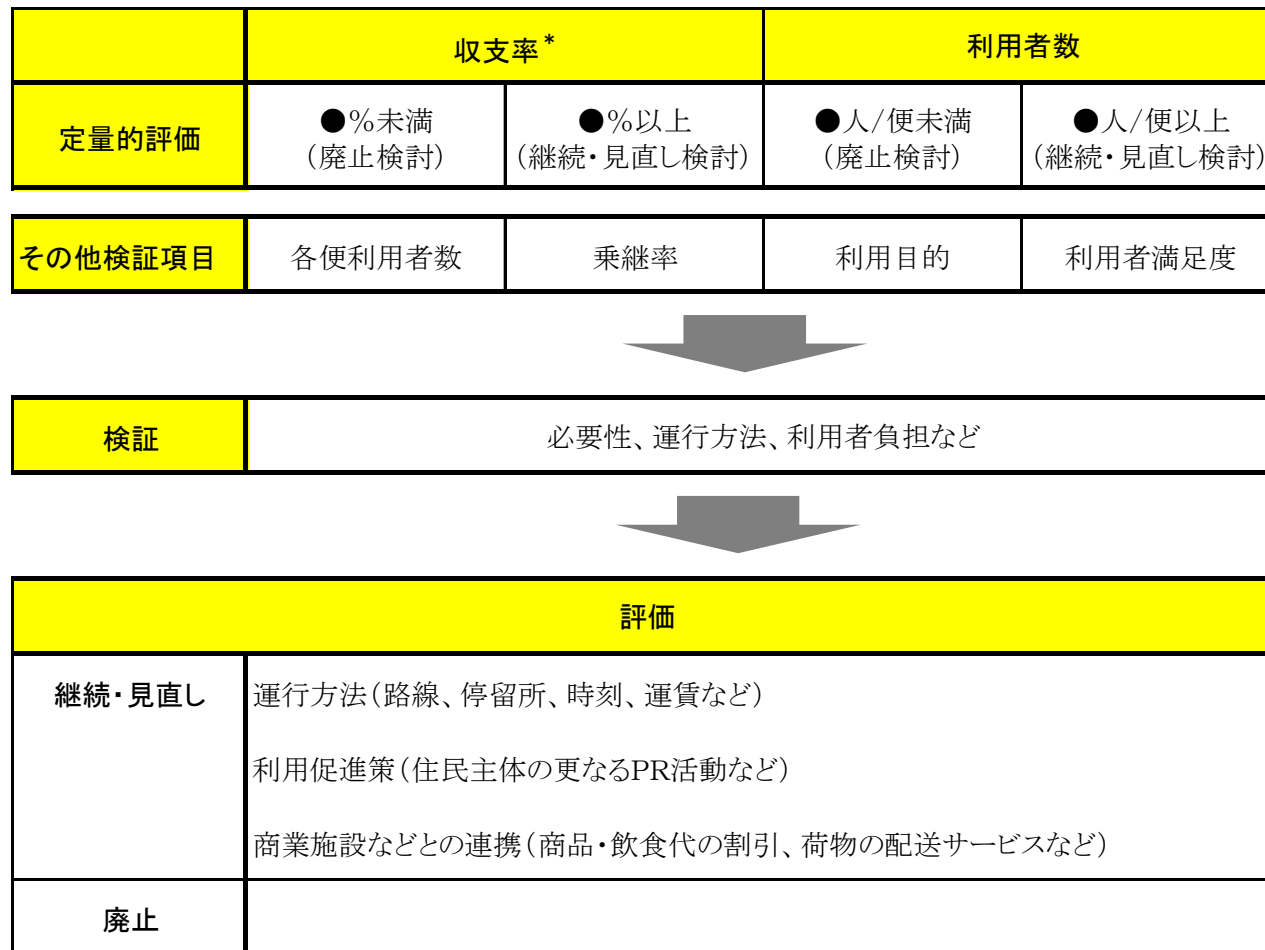 収支率* 利用者数
定量的評価 ●%未満 ●%以上 ●人/便未満 ●人/便以上
(廃止検討) (継続・見直し検討) (廃止検討) (継続・見直し検討)
その他検証項目 各便利用者数 乗継率 利用目的 利用者満足度
検証 必要性、運行方法、利用者負担など
評価
継続・見直し 運行方法(路線、停留所、時刻、運賃など)
利用促進策(住民主体の更なるPR活動など)
商業施設などとの連携(商品・飲食代の割引、荷物の配送サービスなど)
廃止